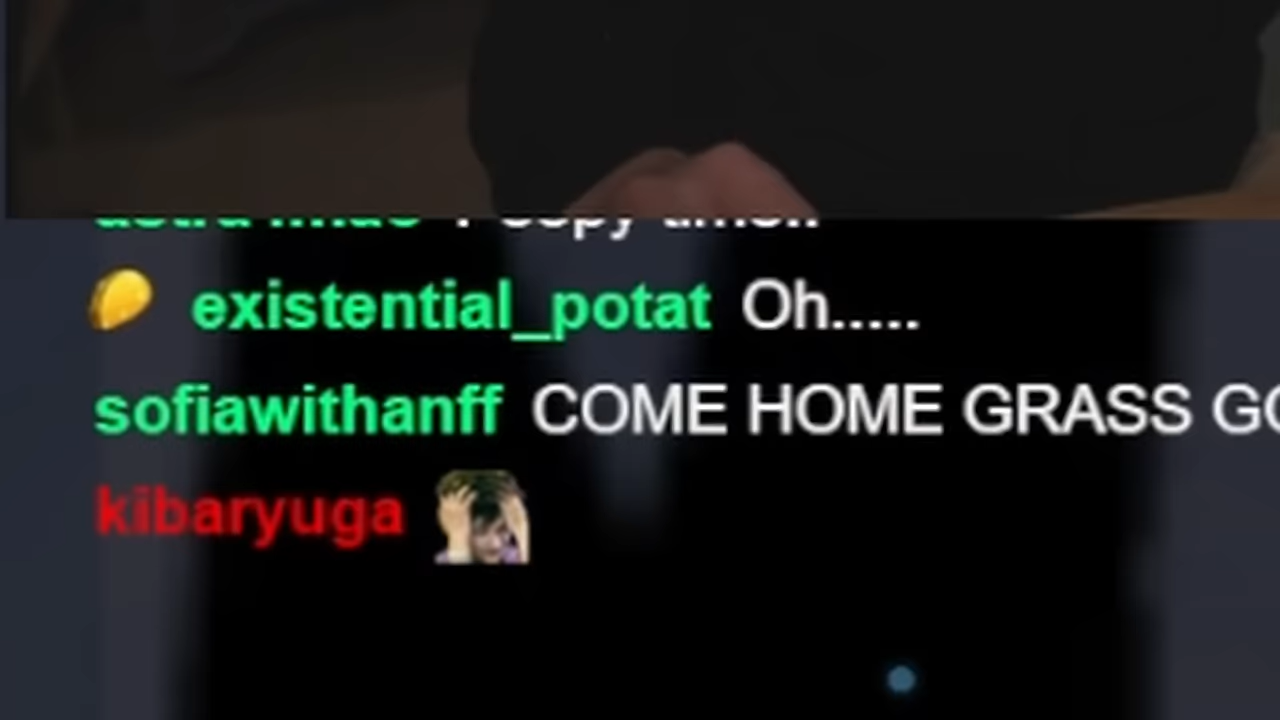 existential_potat Oh.....
sofiawithanff COME HOME GRASS
kibaryuga